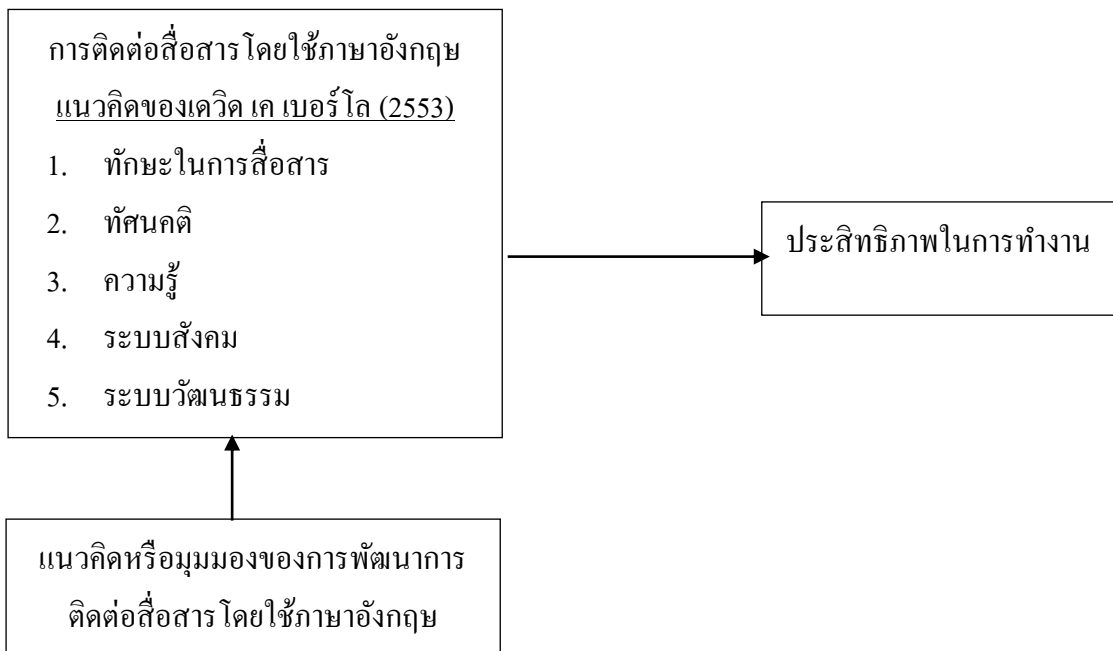 การติดต่อสื่อสารโดยใช้ภาษาอังกฤษ
แนวคิดของเดวิด เค เบอร์โล (2553)
1. ทักษะในการสื่อสาร
2. ทัศนคติ
3. ความรู้
4. ระบบสังคม
5. ระบบวัฒนธรรม
ประสิทธิภาพในการทำงาน
แนวคิดหรือมุมมองของการพัฒนาการ
ติดต่อสื่อสารโดยใช้ภาษาอังกฤษ